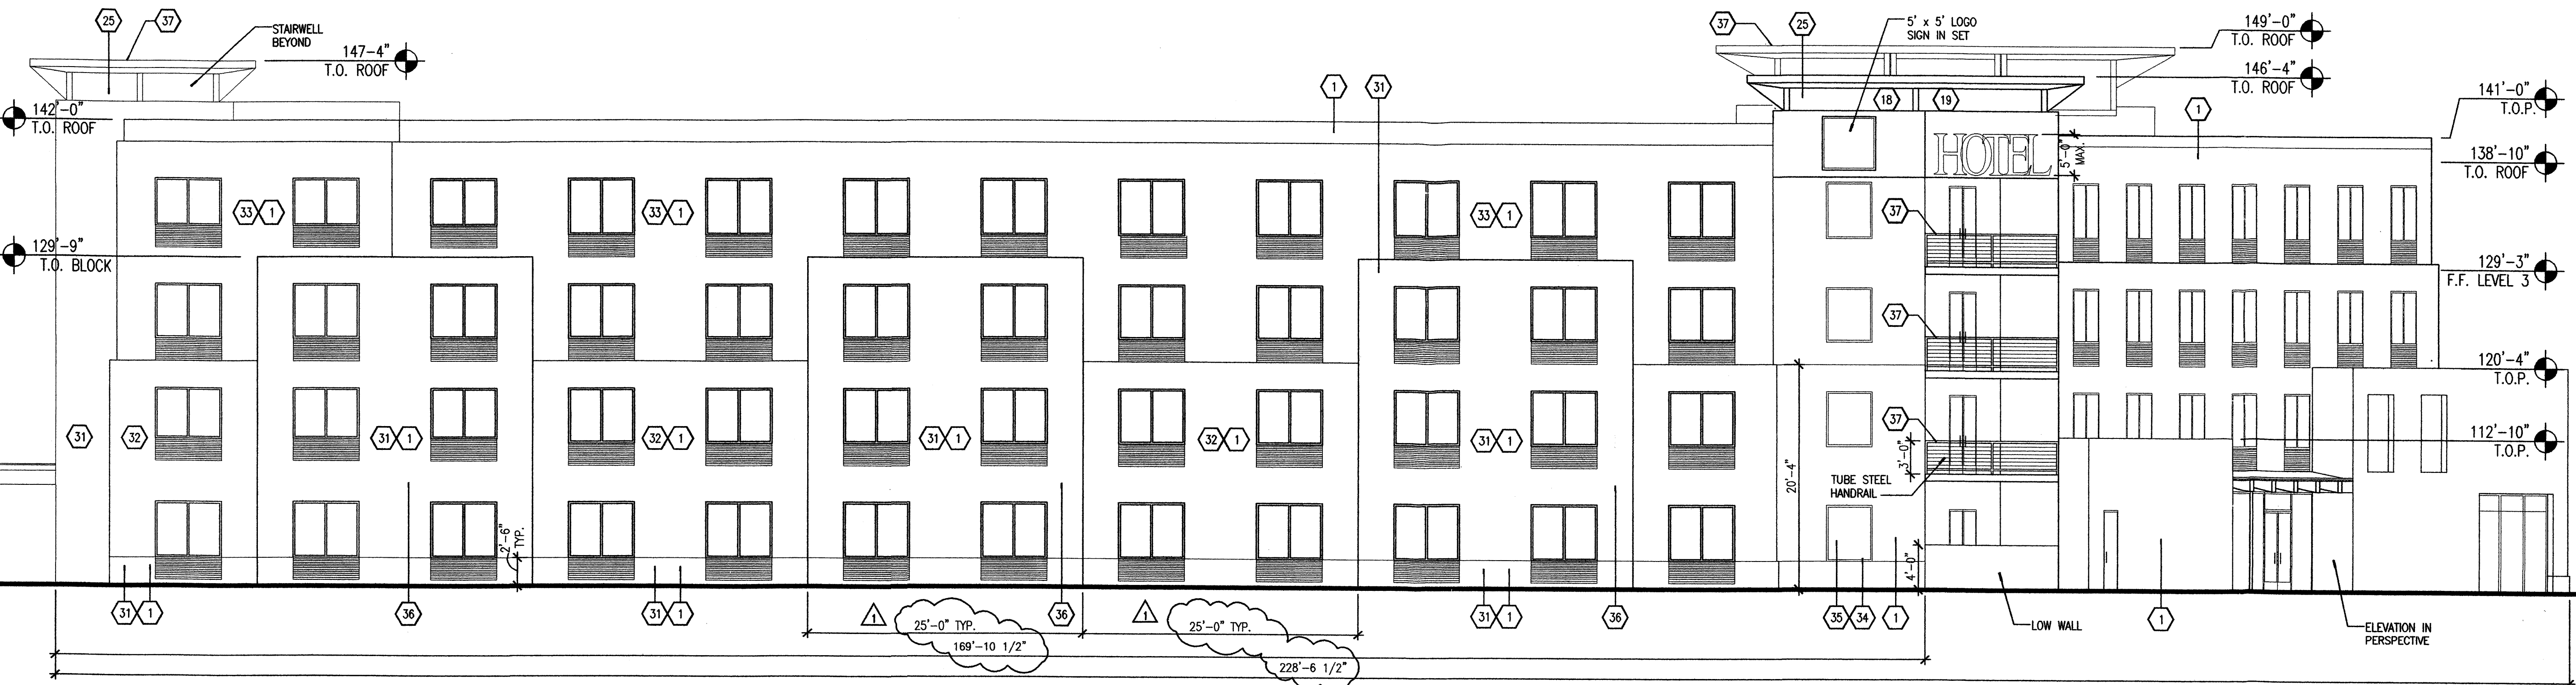 25
37
STAIRWELL
BEYOND
147-4"
T.O. ROOF
142'-0"
T.O. ROOF
1
31
37
25
5' x 5' LOGO
SIGN IN SET
149'-0"
T.O. ROOF
146'-4"
T.O. ROOF
141'-0"
T.O.P.
18
19
1
HOTEL
5'-0"
MAX.
138'-10"
T.O. ROOF
33
1
33
1
33
1
37
129'-9"
T.O. BLOCK
129'-3"
F.F. LEVEL 3
37
120'-4"
T.O.P.
31
32
31
1
32
1
31
1
32
1
31
1
20'-4"
37
3'-0"
TUBE STEEL
HANDRAIL
112'-10"
T.O.P.
2'-6"
TYP.
4'-0"
31
1
36
31
1
1
25'-0" TYP.
169'-10 1/2"
36
1
25'-0" TYP.
228'-6 1/2"
31
1
36
35
34
1
LOW WALL
1
ELEVATION IN
PERSPECTIVE